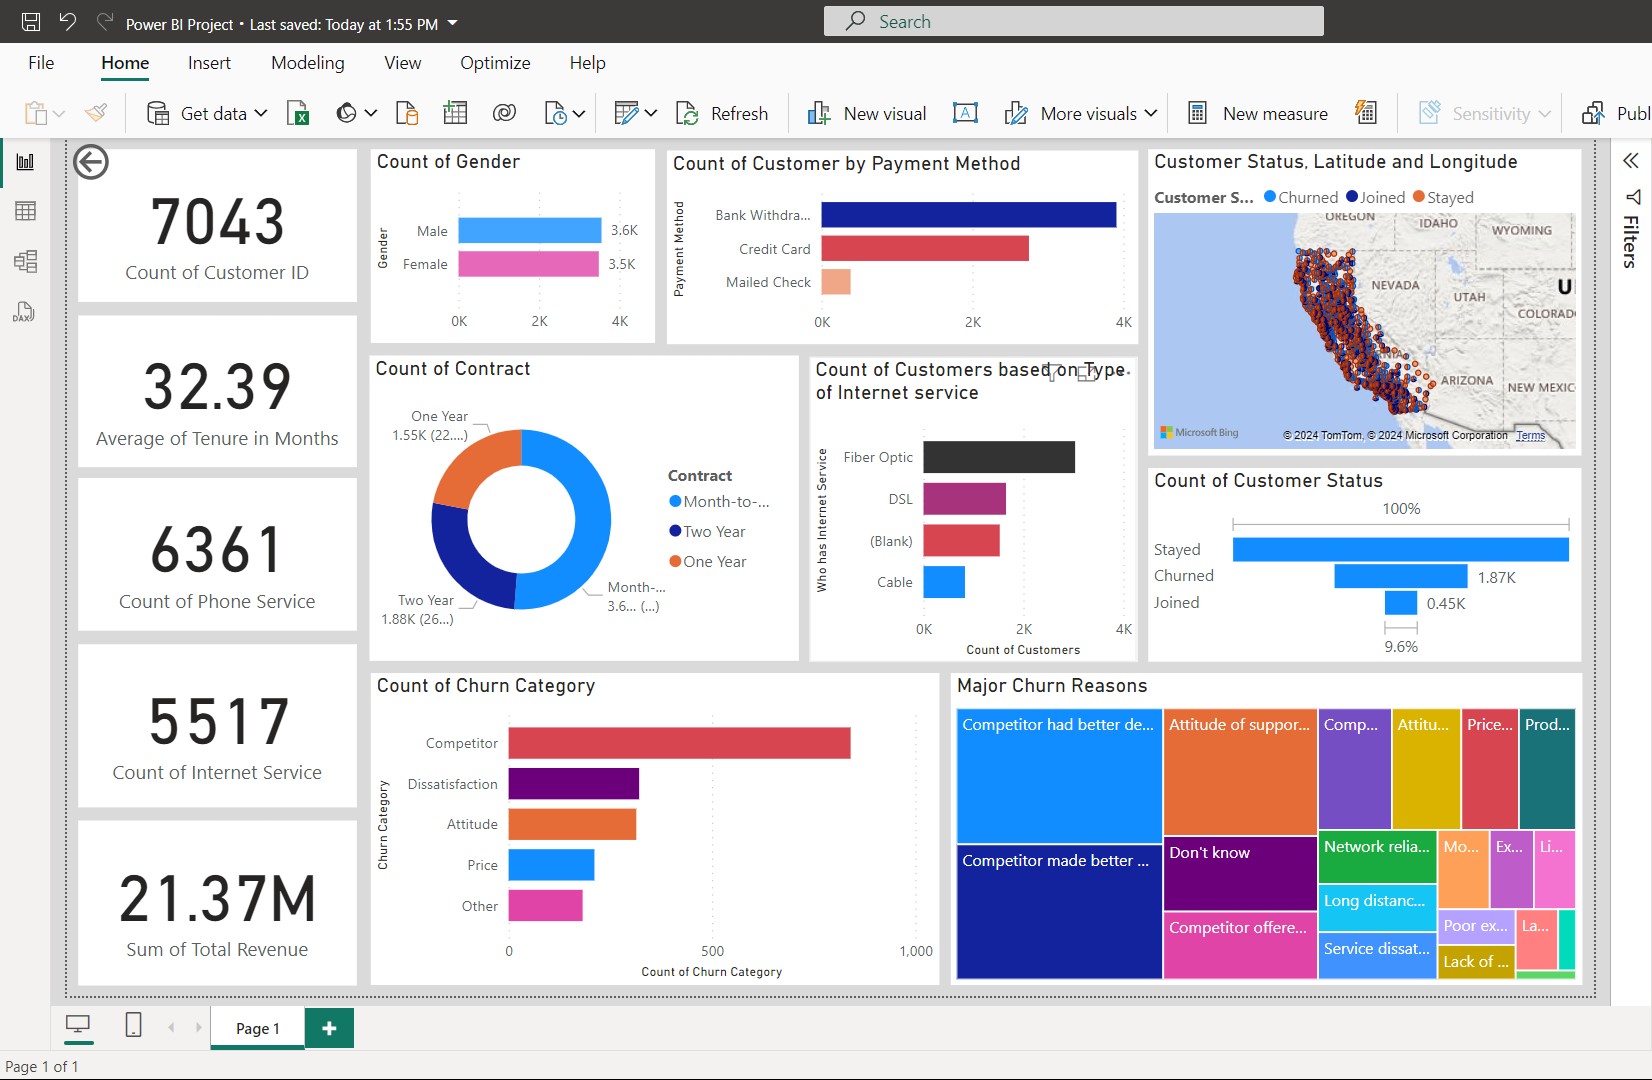 Power BI Project • Last saved: Today at 1:55 PM
Search
File
Home
Insert
Modeling
View
Optimize
Help
Get data
Refresh
New visual
More visuals
New measure
Sensitivity
Publ
DAX
7043
Count of Customer ID
32.39
Average of Tenure in Months
6361
Count of Phone Service
5517
Count of Internet Service
21.37M
Sum of Total Revenue
Count of Gender
Gender
Male
3.6K
Female
3.5K
0K
2K
4K
Count of Customer by Payment Method
Payment Method
Bank Withdra...
Credit Card
Mailed Check
0K
2K
4K
Customer Status, Latitude and Longitude
Customer S...
Churned
Joined
Stayed
OREGON
IDAHO
WYOMING
NEVADA
UTAH
U
COLORAD
NIA
ARIZONA
NEW MEXIC
Microsoft Bing
© 2024 TomTom, © 2024 Microsoft Corporation
Terms
Filters
Count of Contract
One Year
1.55K (22....)
Two Year
1.88K (26...)
Month-...
3.6... (...)
Contract
Month-to-...
Two Year
One Year
Count of Customers based on Type
of Internet service
Who has Internet Service
Fiber Optic
DSL
(Blank)
Cable
0K
2K
4K
Count of Customers
Count of Customer Status
100%
Stayed
Churned
1.87K
Joined
0.45K
9.6%
Count of Churn Category
Churn Category
Competitor
Dissatisfaction
Attitude
Price
Other
0
500
1,000
Count of Churn Category
Major Churn Reasons
Competitor had better de...
Attitude of suppor...
Comp...
Attitu...
Price...
Prod...
Competitor made better ...
Don't know
Competitor offere...
Network relia...
Mo...
Ex...
Li...
Long distanc...
Poor ex...
La...
Service dissat...
Lack of ...
Page 1
Page 1 of 1